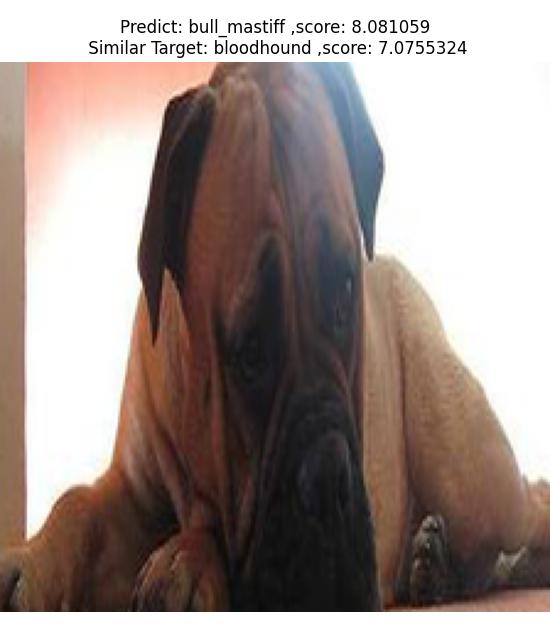 Predict: bull_mastiff ,score: 8.081059
Similar Target: bloodhound ,score: 7.0755324